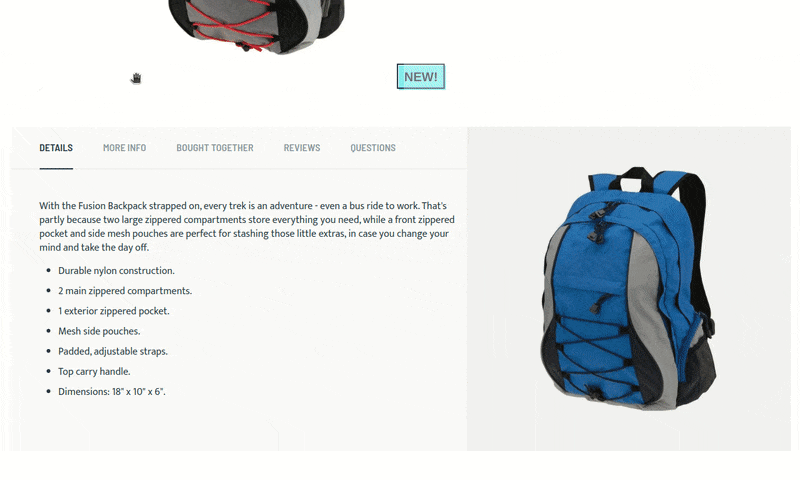 NEW!
DETAILS MORE INFO BOUGHT TOGETHER REVIEWS QUESTIONS
With the Fusion Backpack strapped on, every trek is an adventure - even a bus ride to work. That's
partly because two large zippered compartments store everything you need, while a front zippered
pocket and side mesh pouches are perfect for stashing those little extras, in case you change your
mind and take the day off.
• Durable nylon construction.
• 2 main zippered compartments.
• 1 exterior zippered pocket.
• Mesh side pouches.
• Padded, adjustable straps.
• Top carry handle.
• Dimensions: 18" x 10" x 6".